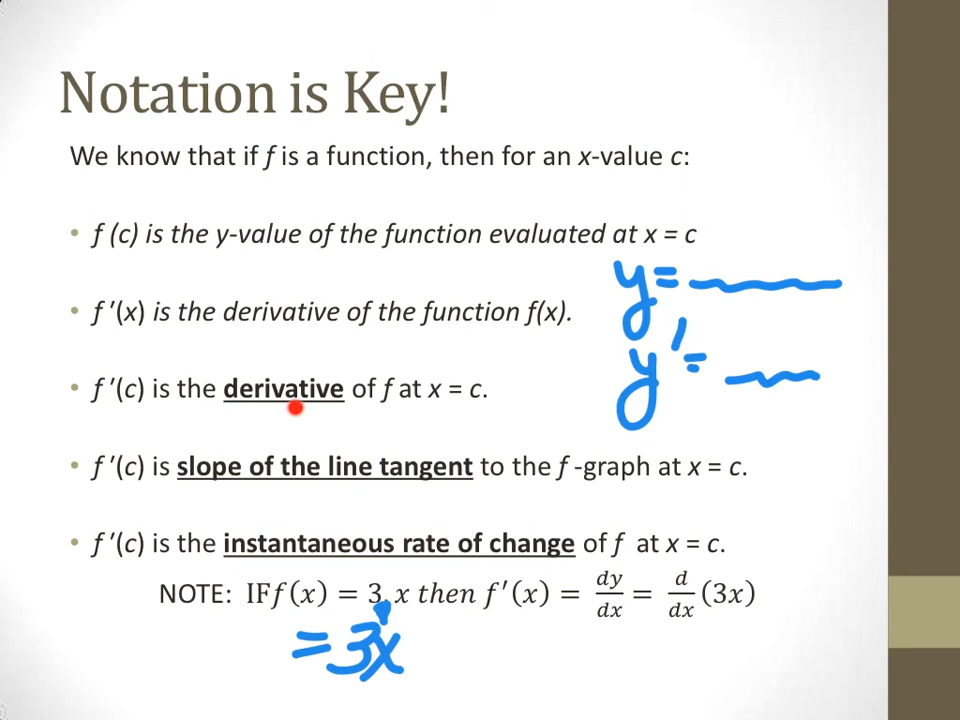 Notation is Key!
We know that if f is a function, then for an x-value c:
• f (c) is the y-value of the function evaluated at x = c
y = 
• f ′(x) is the derivative of the function f(x).
y′ = 
• f ′(c) is the derivative of f at x = c.
• f ′(c) is slope of the line tangent to the f -graph at x = c.
• f ′(c) is the instantaneous rate of change of f at x = c.
NOTE: IFf(x) = 3, x then f′(x) = dy/dx = d/dx (3x)
= 3x